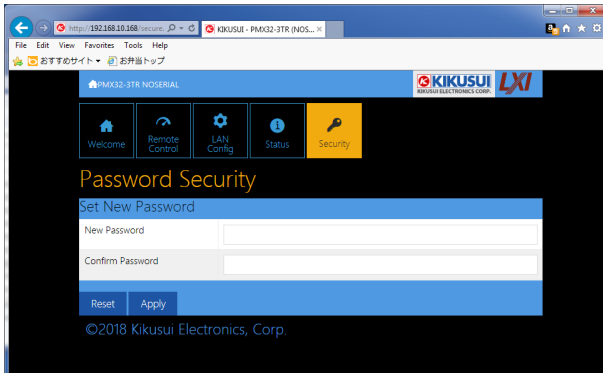 http://192.168.10.168/secure.
KIKUSUI - PMX32-3TR (NOS...
File Edit View Favorites Tools Help
おすすめサイト お弁当トップ
PMX32-3TR NOSERIAL
KIKUSUI LXI
KIKUSUI ELECTRONICS CORP.
Welcome Remote Control LAN Config Status Security
Password Security
Set New Password
New Password
Confirm Password
Reset Apply
©2018 Kikusui Electronics, Corp.